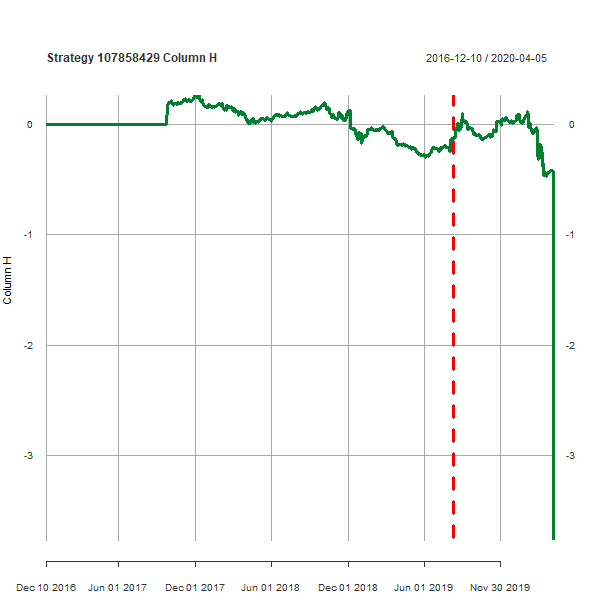 Strategy 107858429 Column H 2016-12-10 / 2020-04-05
0 0
-1 -1
-2 -2
-3 -3
Column H
Dec 10 2016 Jun 01 2017 Dec 01 2017 Jun 01 2018 Dec 01 2018 Jun 01 2019 Nov 30 2019